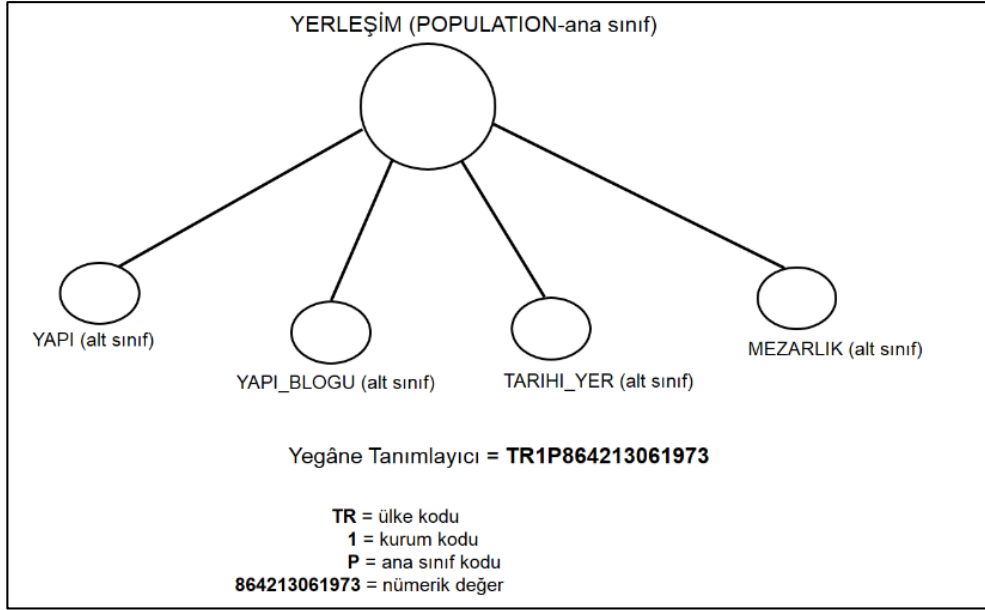 YERLEŞİM (POPULATION-ana sınıf)
YAPI (alt sınıf)
YAPI_BLOGU (alt sınıf)
TARIHI_YER (alt sınıf)
MEZARLIK (alt sınıf)
Yegâne Tanımlayıcı = TR1P864213061973
TR = ülke kodu
1 = kurum kodu
P = ana sınıf kodu
864213061973 = nümerik değer